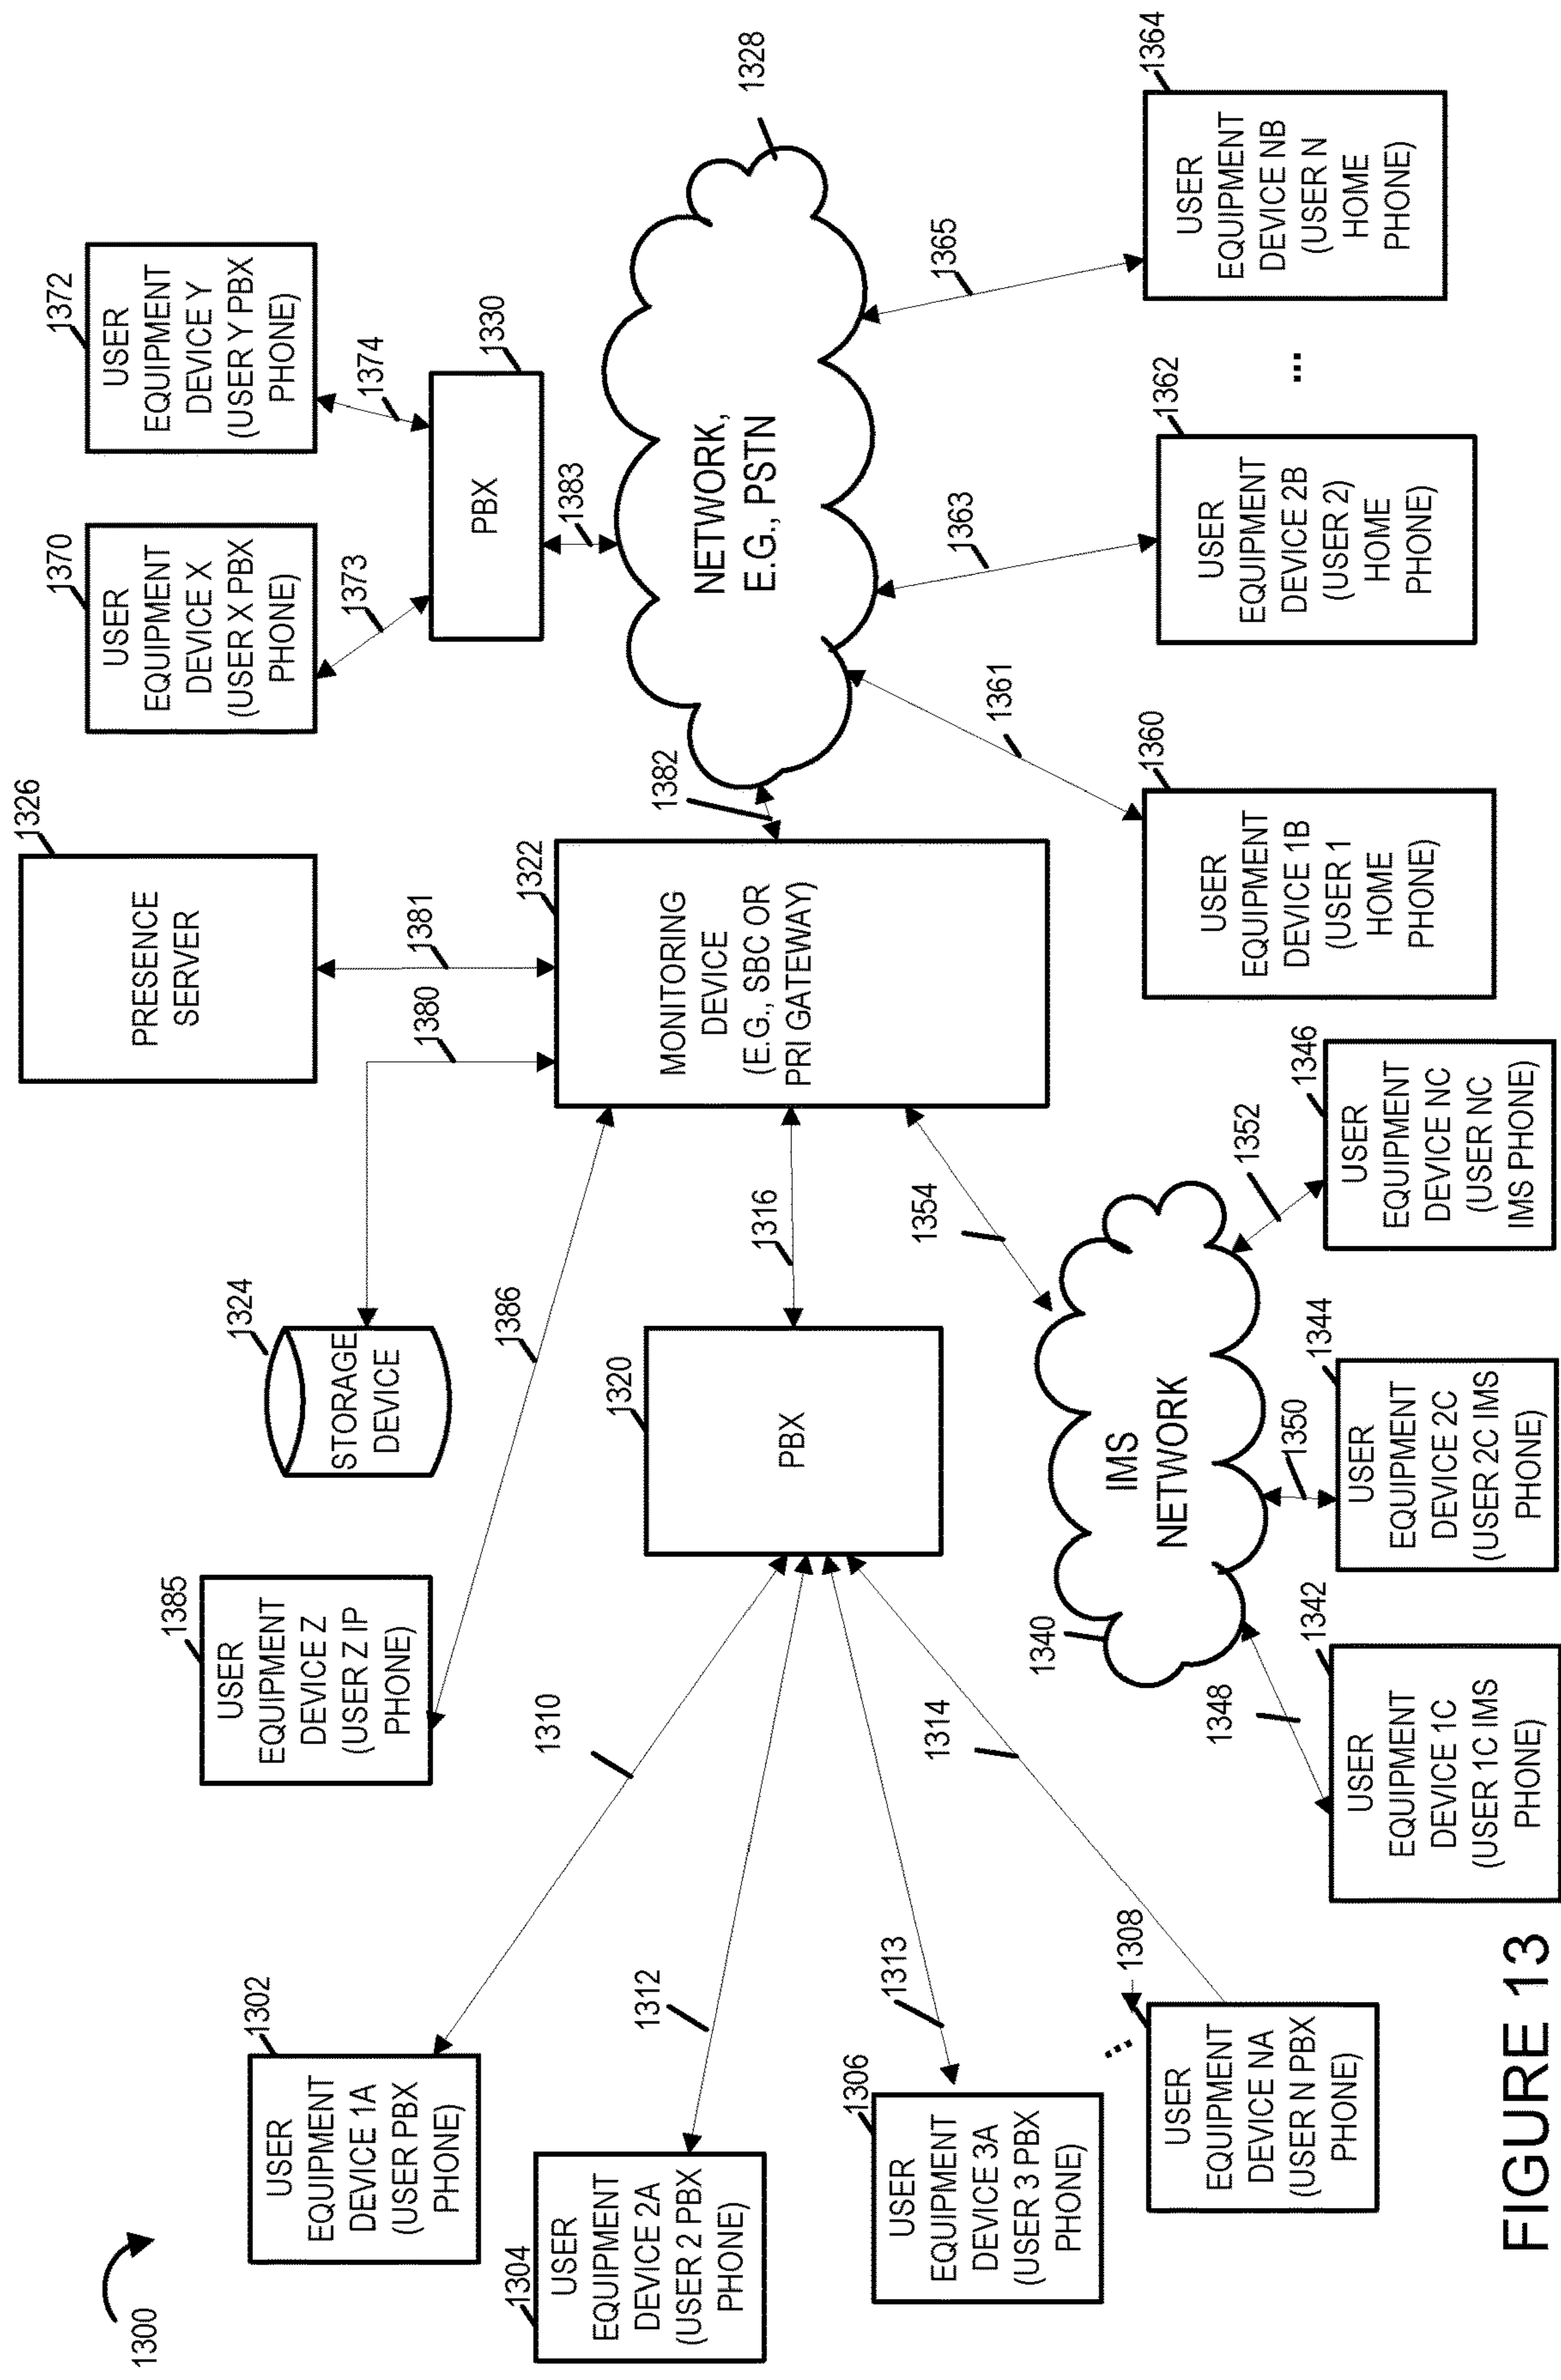 1300
1302
USER
EQUIPMENT
DEVICE 1A
(USER PBX
PHONE)
1304
USER
EQUIPMENT
DEVICE 2A
(USER 2 PBX
PHONE)
1306
USER
EQUIPMENT
DEVICE 3A
(USER 3 PBX
PHONE)
...
1308
USER
EQUIPMENT
DEVICE NA
(USER N PBX
PHONE)
1310
1312
1313
1314
1385
USER
EQUIPMENT
DEVICE Z
(USER Z IP
PHONE)
1386
1324
STORAGE
DEVICE
1320
PBX
1316
1380
1381
1326
PRESENCE
SERVER
1322
MONITORING
DEVICE
(E.G., SBC OR
PRI GATEWAY)
1354
1340
IMS
NETWORK
1348
1350
1352
1342
USER
EQUIPMENT
DEVICE 1C
(USER 1C IMS
PHONE)
1344
USER
EQUIPMENT
DEVICE 2C
(USER 2C IMS
PHONE)
1346
USER
EQUIPMENT
DEVICE NC
(USER NC
IMS PHONE)
1382
1370
USER
EQUIPMENT
DEVICE X
(USER X PBX
PHONE)
1372
USER
EQUIPMENT
DEVICE Y
(USER Y PBX
PHONE)
1373
1374
1330
PBX
1383
1328
NETWORK,
E.G., PSTN
1361
1363
1365
1360
USER
EQUIPMENT
DEVICE 1B
(USER 1
HOME
PHONE)
1362
USER
EQUIPMENT
DEVICE 2B
(USER 2)
HOME
PHONE)
...
1364
USER
EQUIPMENT
DEVICE NB
(USER N
HOME
PHONE)
FIGURE 13